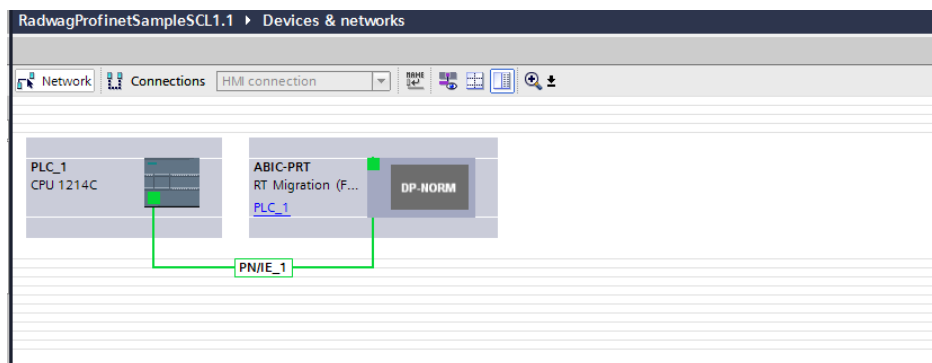 RadwagProfinetSampleSCL1.1 ▸ Devices & networks
Network Connections HMI connection
PLC_1
CPU 1214C
ABIC-PRT
RT Migration (F...
PLC_1
DP-NORM
PN/IE_1